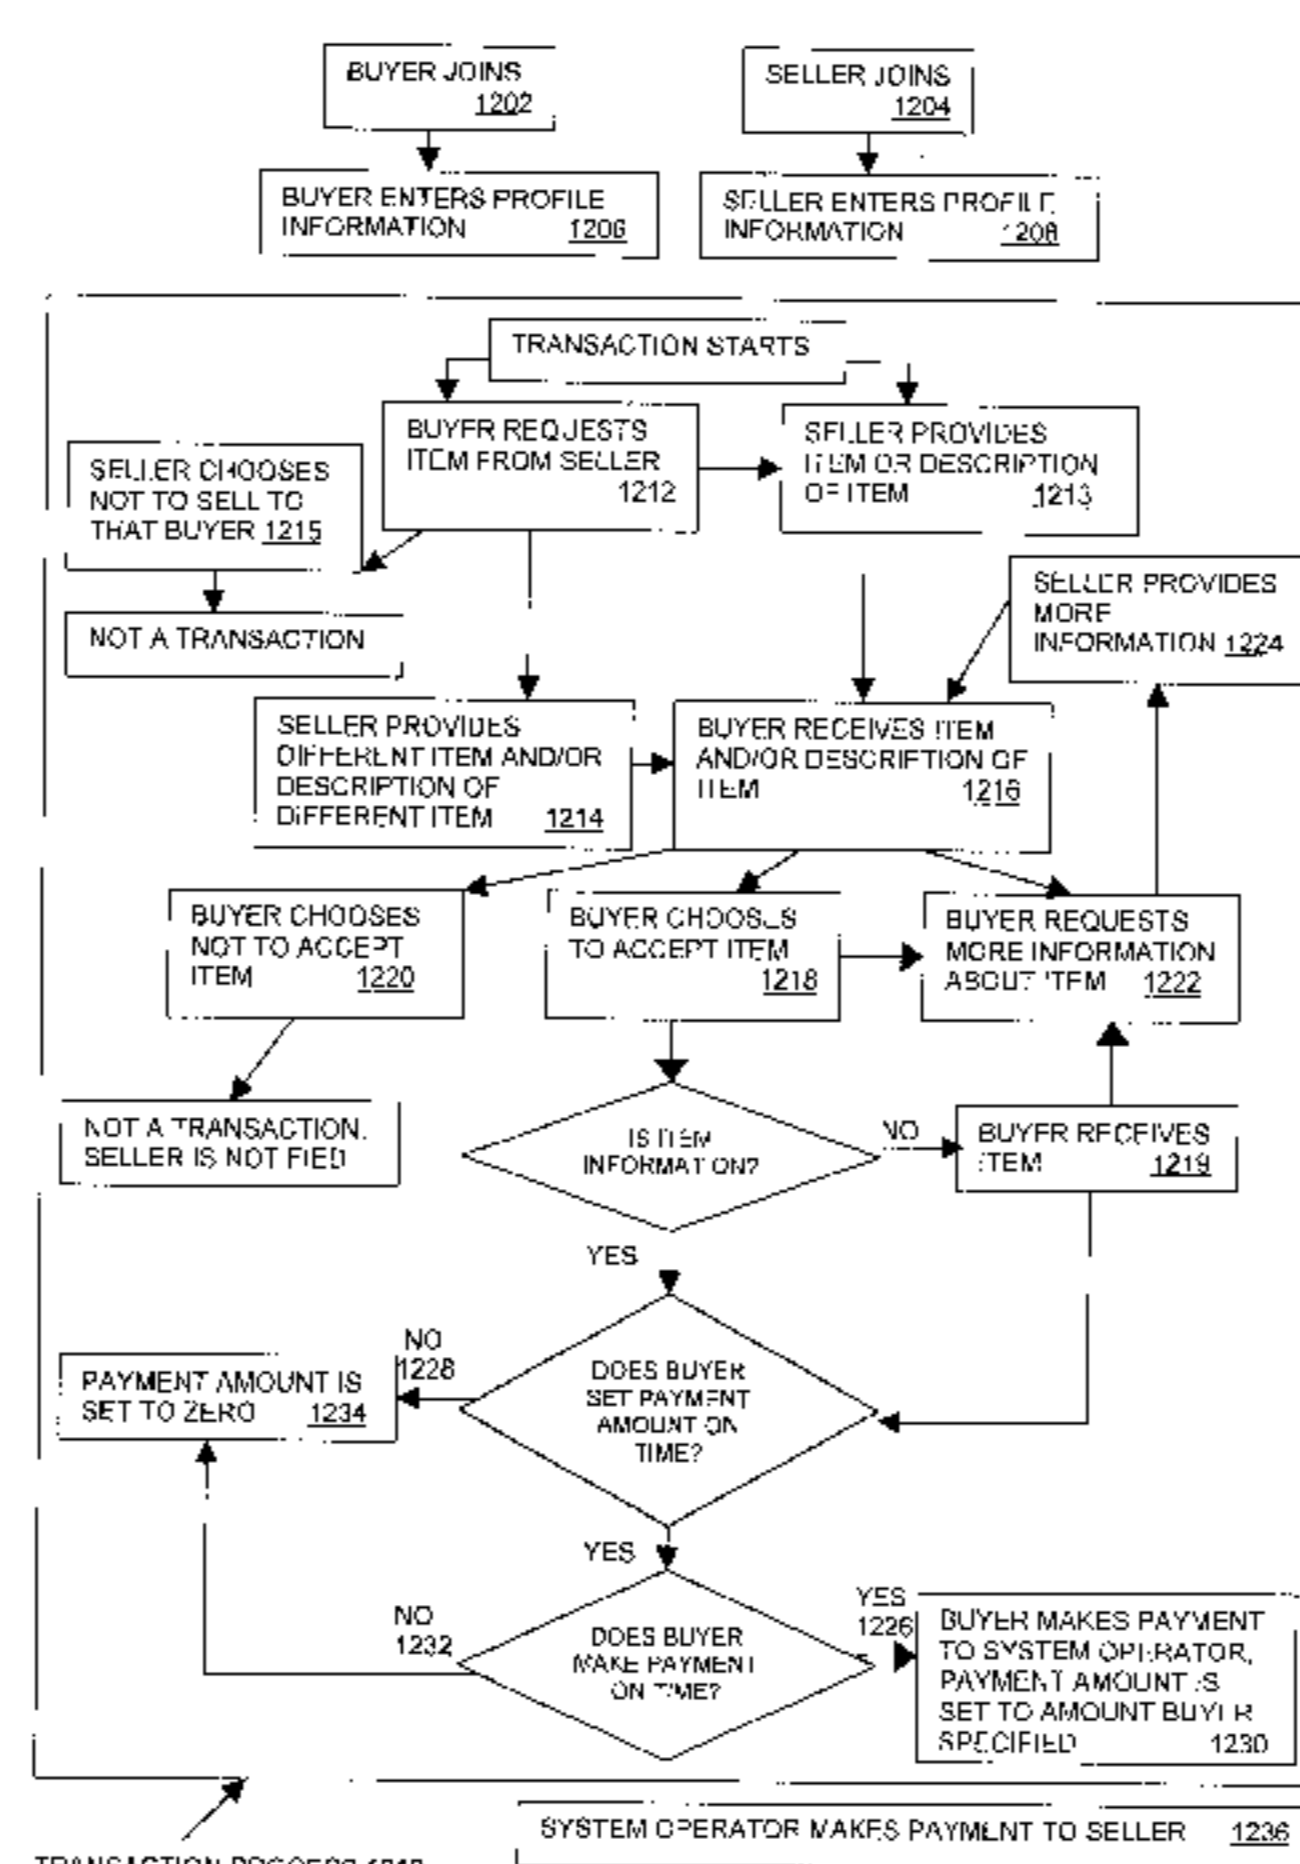 BUYER JOINS
1202
SELLER JOINS
1204
BUYER ENTERS PROFILE
INFORMATION 1206
SELLER ENTERS PROFILE
INFORMATION 1208
TRANSACTION STARTS
BUYER REQUESTS
ITEM FROM SELLER
1212
SELLER PROVIDES
ITEM OR DESCRIPTION
OF ITEM 1213
SELLER CHOOSES
NOT TO SELL TO
THAT BUYER 1215
NOT A TRANSACTION
SELLER PROVIDES
MORE
INFORMATION 1224
SELLER PROVIDES
DIFFERENT ITEM AND/OR
DESCRIPTION OF
DIFFERENT ITEM 1214
BUYER RECEIVES ITEM
AND/OR DESCRIPTION OF
ITEM 1216
BUYER CHOOSES
NOT TO ACCEPT
ITEM 1220
BUYER CHOOSES
TO ACCEPT ITEM
1218
BUYER REQUESTS
MORE INFORMATION
ABOUT ITEM 1222
NOT A TRANSACTION.
SELLER IS NOTIFIED
IS ITEM
INFORMATION?
NO
BUYER RECEIVES
ITEM 1219
YES
NO
1228
PAYMENT AMOUNT IS
SET TO ZERO 1234
DOES BUYER
SET PAYMENT
AMOUNT ON
TIME?
YES
NO
1232
DOES BUYER
MAKE PAYMENT
ON TIME?
YES
1226
BUYER MAKES PAYMENT
TO SYSTEM OPERATOR,
PAYMENT AMOUNT IS
SET TO AMOUNT BUYER
SPECIFIED 1230
SYSTEM OPERATOR MAKES PAYMENT TO SELLER 1236
TRANSACTION PROCESS